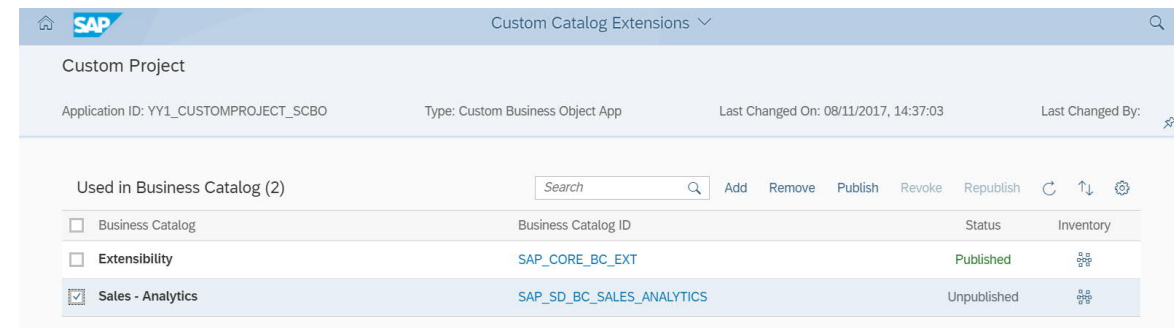 SAP Custom Catalog Extensions
Custom Project
Application ID: YY1_CUSTOMPROJECT_SCBO Type: Custom Business Object App Last Changed On: 08/11/2017, 14:37:03 Last Changed By:
Used in Business Catalog (2) Search Add Remove Publish Revoke Republish
Business Catalog Business Catalog ID Status Inventory
Extensibility SAP_CORE_BC_EXT Published
Sales - Analytics SAP_SD_BC_SALES_ANALYTICS Unpublished